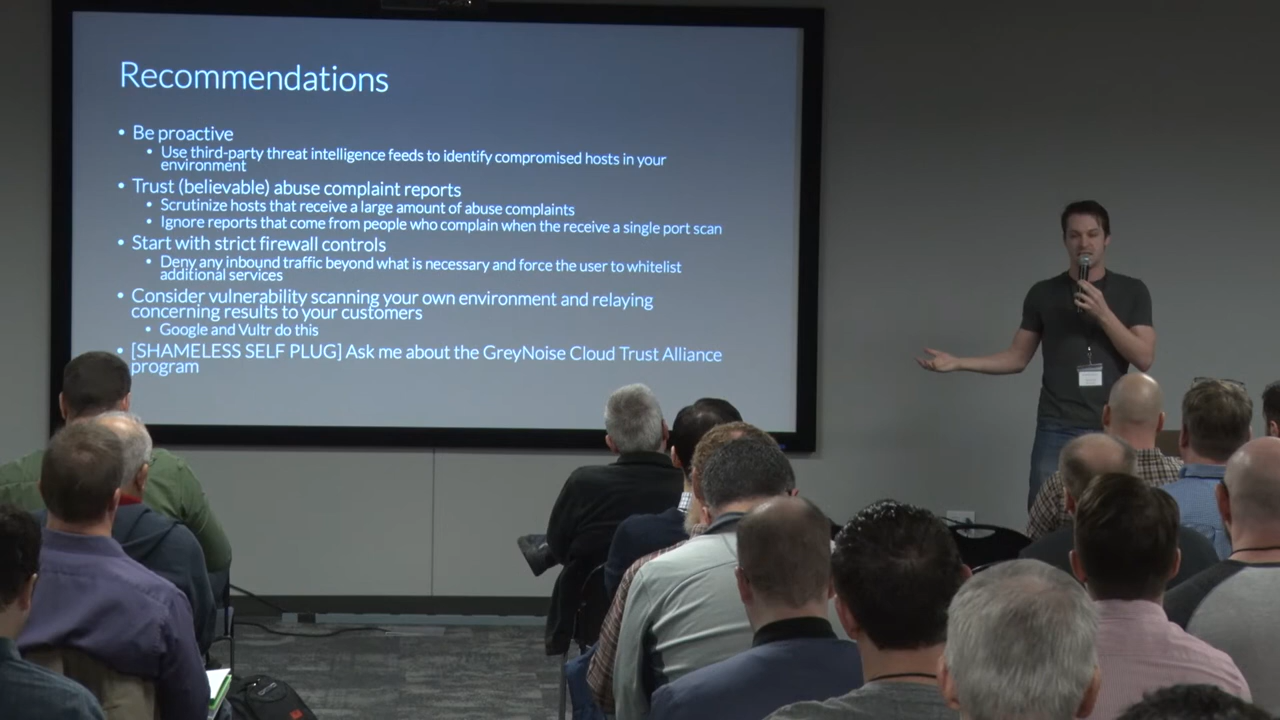 Recommendations
• Be proactive
• Use third-party threat intelligence feeds to identify compromised hosts in your
environment
• Trust (believable) abuse complaint reports
• Scrutinize hosts that receive a large amount of abuse complaints
• Ignore reports that come from people who complain when the receive a single port scan
• Start with strict firewall controls
• Deny any inbound traffic beyond what is necessary and force the user to whitelist
additional services
• Consider vulnerability scanning your own environment and relaying
concerning results to your customers
• Google and Vultr do this
• [SHAMELESS SELF PLUG] Ask me about the GreyNoise Cloud Trust Alliance
program